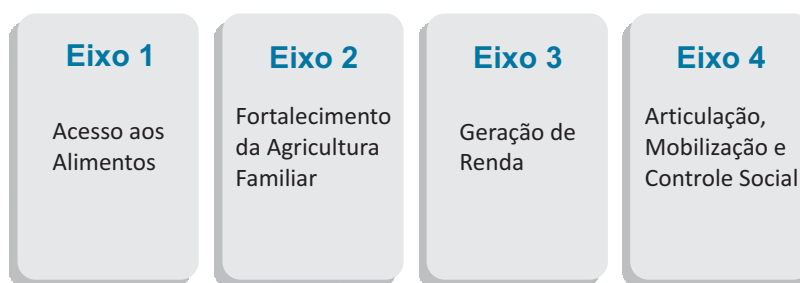 Eixo 1
Acesso aos
Alimentos
Eixo 2
Fortalecimento
da Agricultura
Familiar
Eixo 3
Geração de
Renda
Eixo 4
Articulação,
Mobilização e
Controle Social